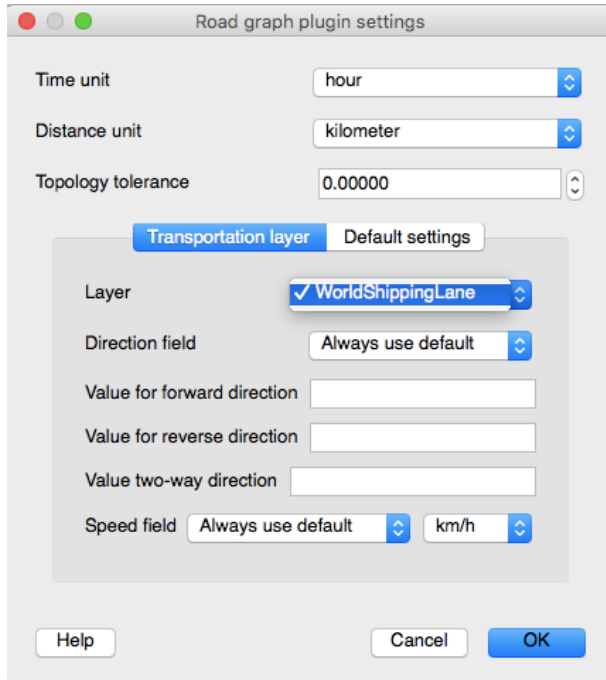 Road graph plugin settings
Time unit hour
Distance unit kilometer
Topology tolerance 0.00000
Transportation layer Default settings
Layer ✓ WorldShippingLane
Direction field Always use default
Value for forward direction
Value for reverse direction
Value two-way direction
Speed field Always use default km/h
Help Cancel OK